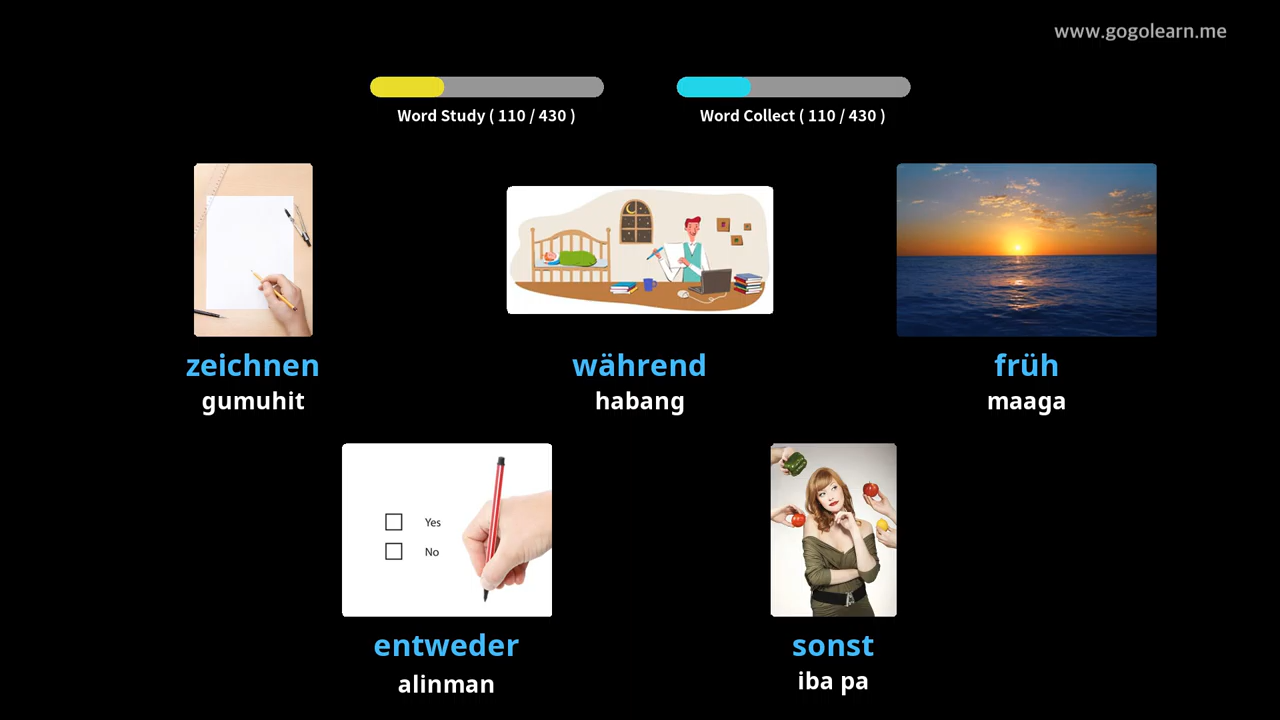 www.gogolearn.me
Word Study ( 110 / 430 )
Word Collect ( 110 / 430 )
zeichnen
gumuhit
während
habang
früh
maaga
Yes
No
entweder
alinman
sonst
iba pa